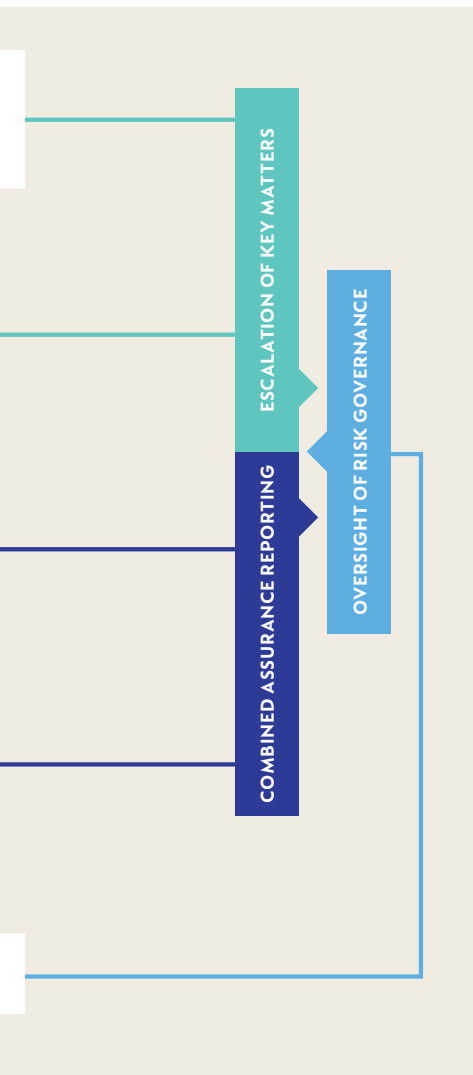 ESCALATION OF KEY MATTERS
COMBINED ASSURANCE REPORTING
OVERSIGHT OF RISK GOVERNANCE